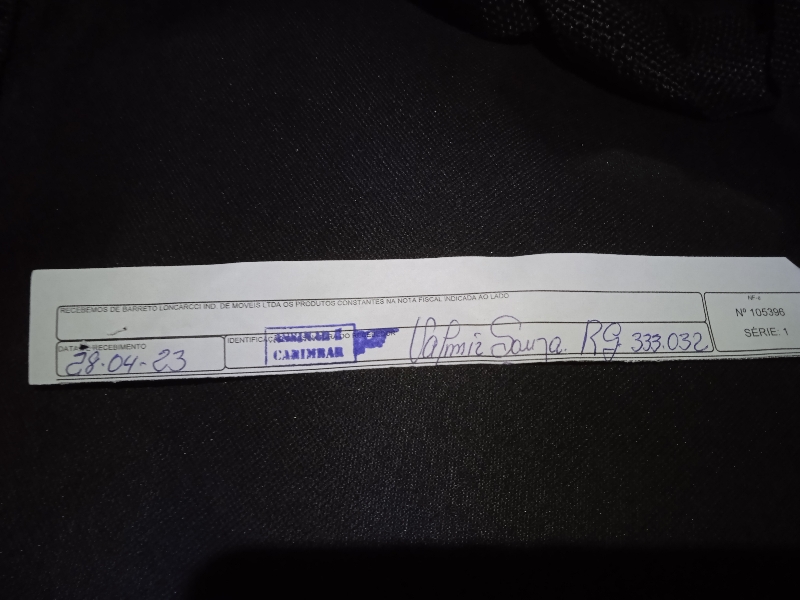 RECEBEMOS DE BARRETO LONCARCCI IND. DE MOVEIS LTDA OS PRODUTOS CONSTANTES NA NOTA FISCAL INDICADA AO LADO
NF-e
Nº 105396
SÉRIE: 1
DATA RECEBIMENTO
28-04-23
IDENTIFICAÇÃO
CARIMBAR
Valmir Souza. RG 333.032